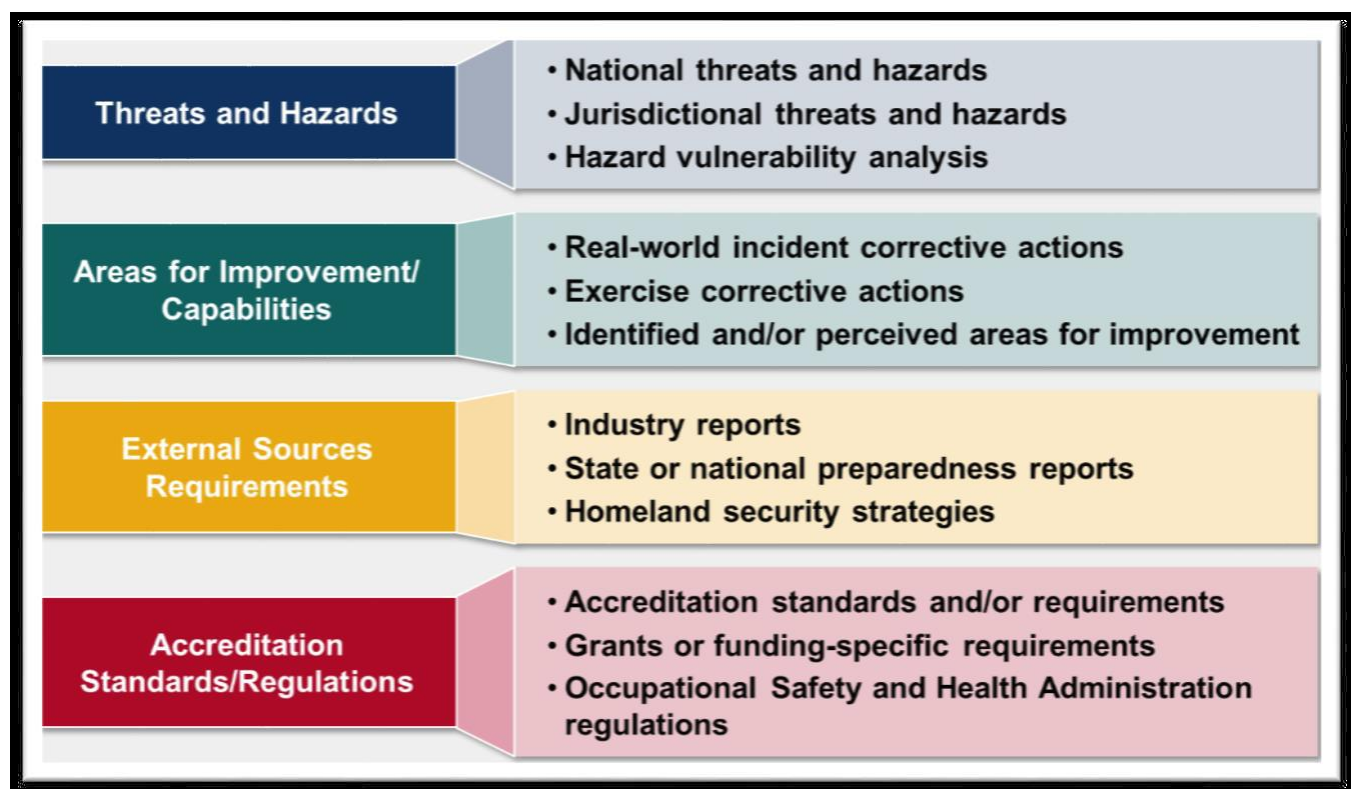 Threats and Hazards
• National threats and hazards
• Jurisdictional threats and hazards
• Hazard vulnerability analysis
Areas for Improvement/
Capabilities
• Real-world incident corrective actions
• Exercise corrective actions
• Identified and/or perceived areas for improvement
External Sources
Requirements
• Industry reports
• State or national preparedness reports
• Homeland security strategies
Accreditation
Standards/Regulations
• Accreditation standards and/or requirements
• Grants or funding-specific requirements
• Occupational Safety and Health Administration
regulations